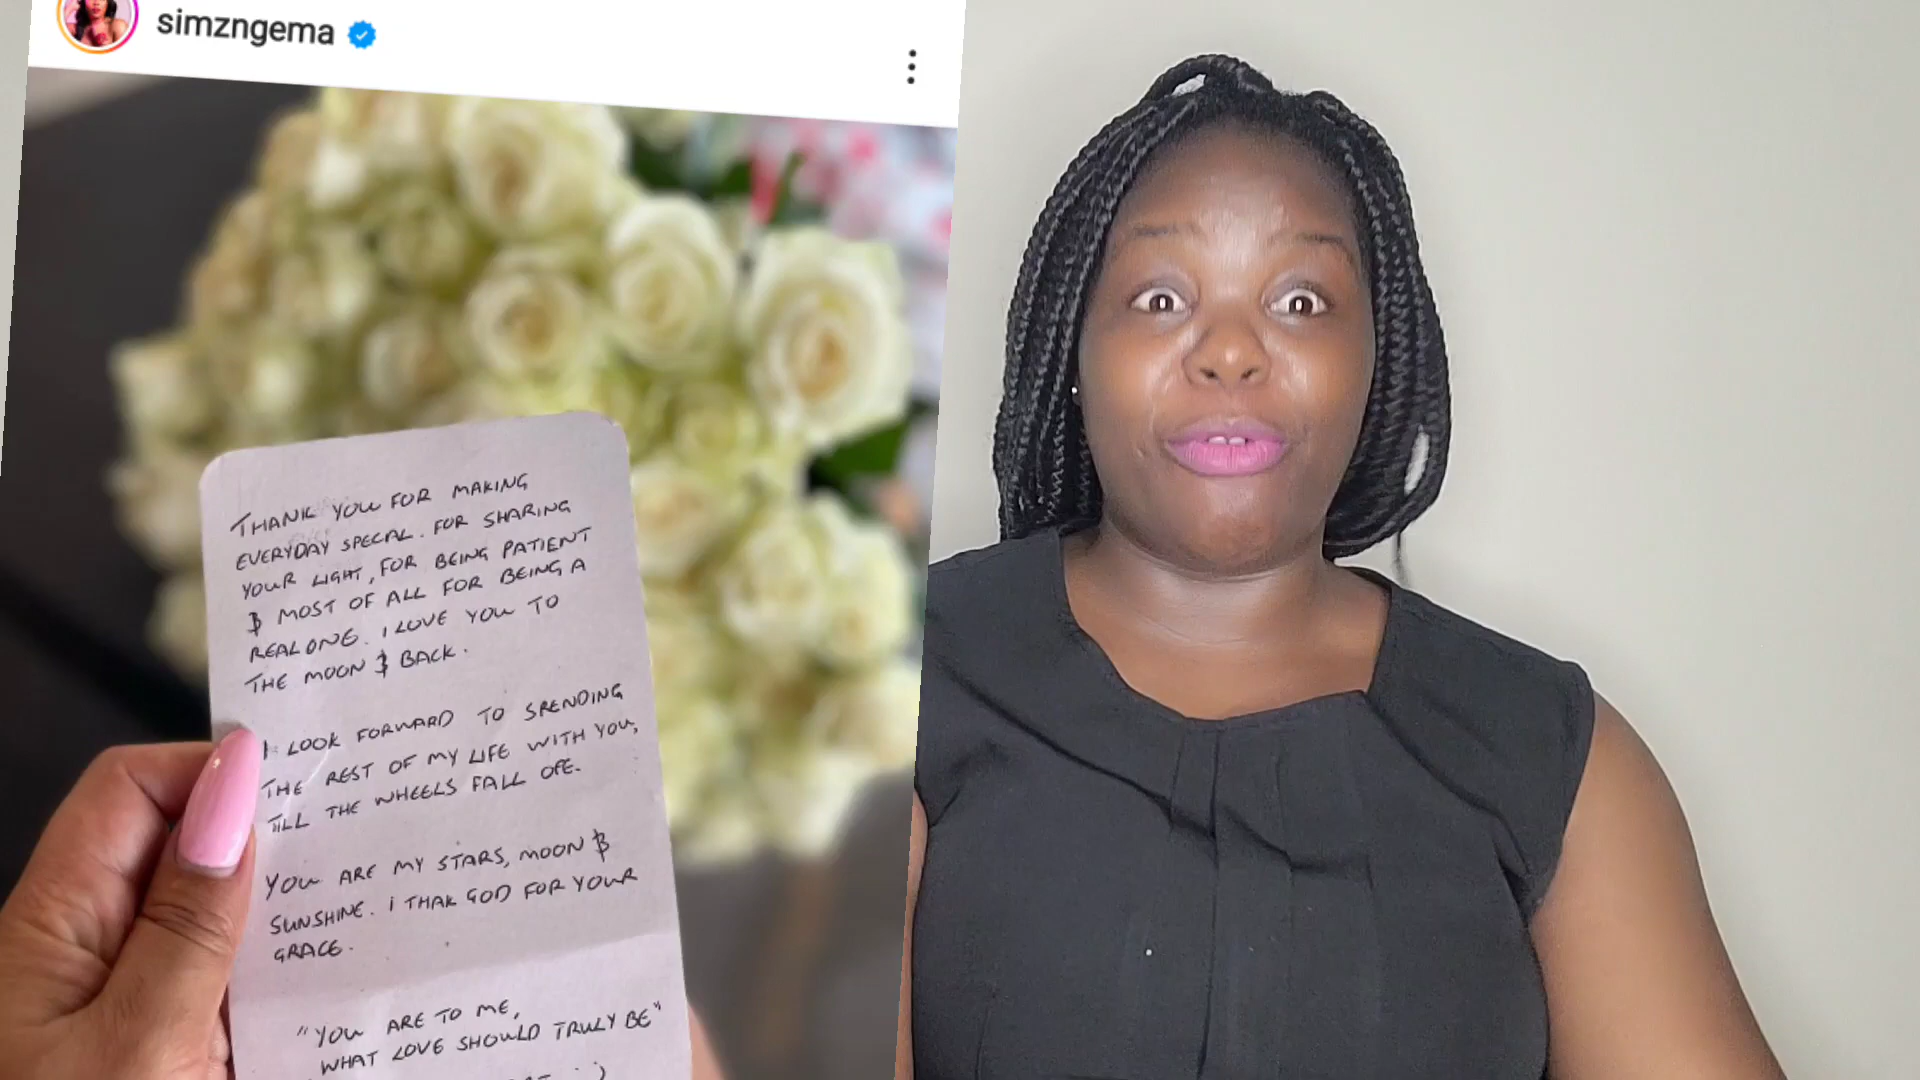 simzngema
THANK YOU FOR MAKING
EVERYDAY SPECAL. FOR SHARING
YOUR LIGHT, FOR BEING PATIENT
& MOST OF ALL FOR BEING A
REAL ONE. I LOVE YOU TO
THE MOON & BACK.
I LOOK FORWARD TO SPENDING
THE REST OF MY LIFE WITH YOU,
TILL THE WHEELS FALL OFF.
YOU ARE MY STARS, MOON &
SUNSHINE. I THAK GOD FOR YOUR
GRACE.
"YOU ARE TO ME,
WHAT LOVE SHOULD TRULY BE"